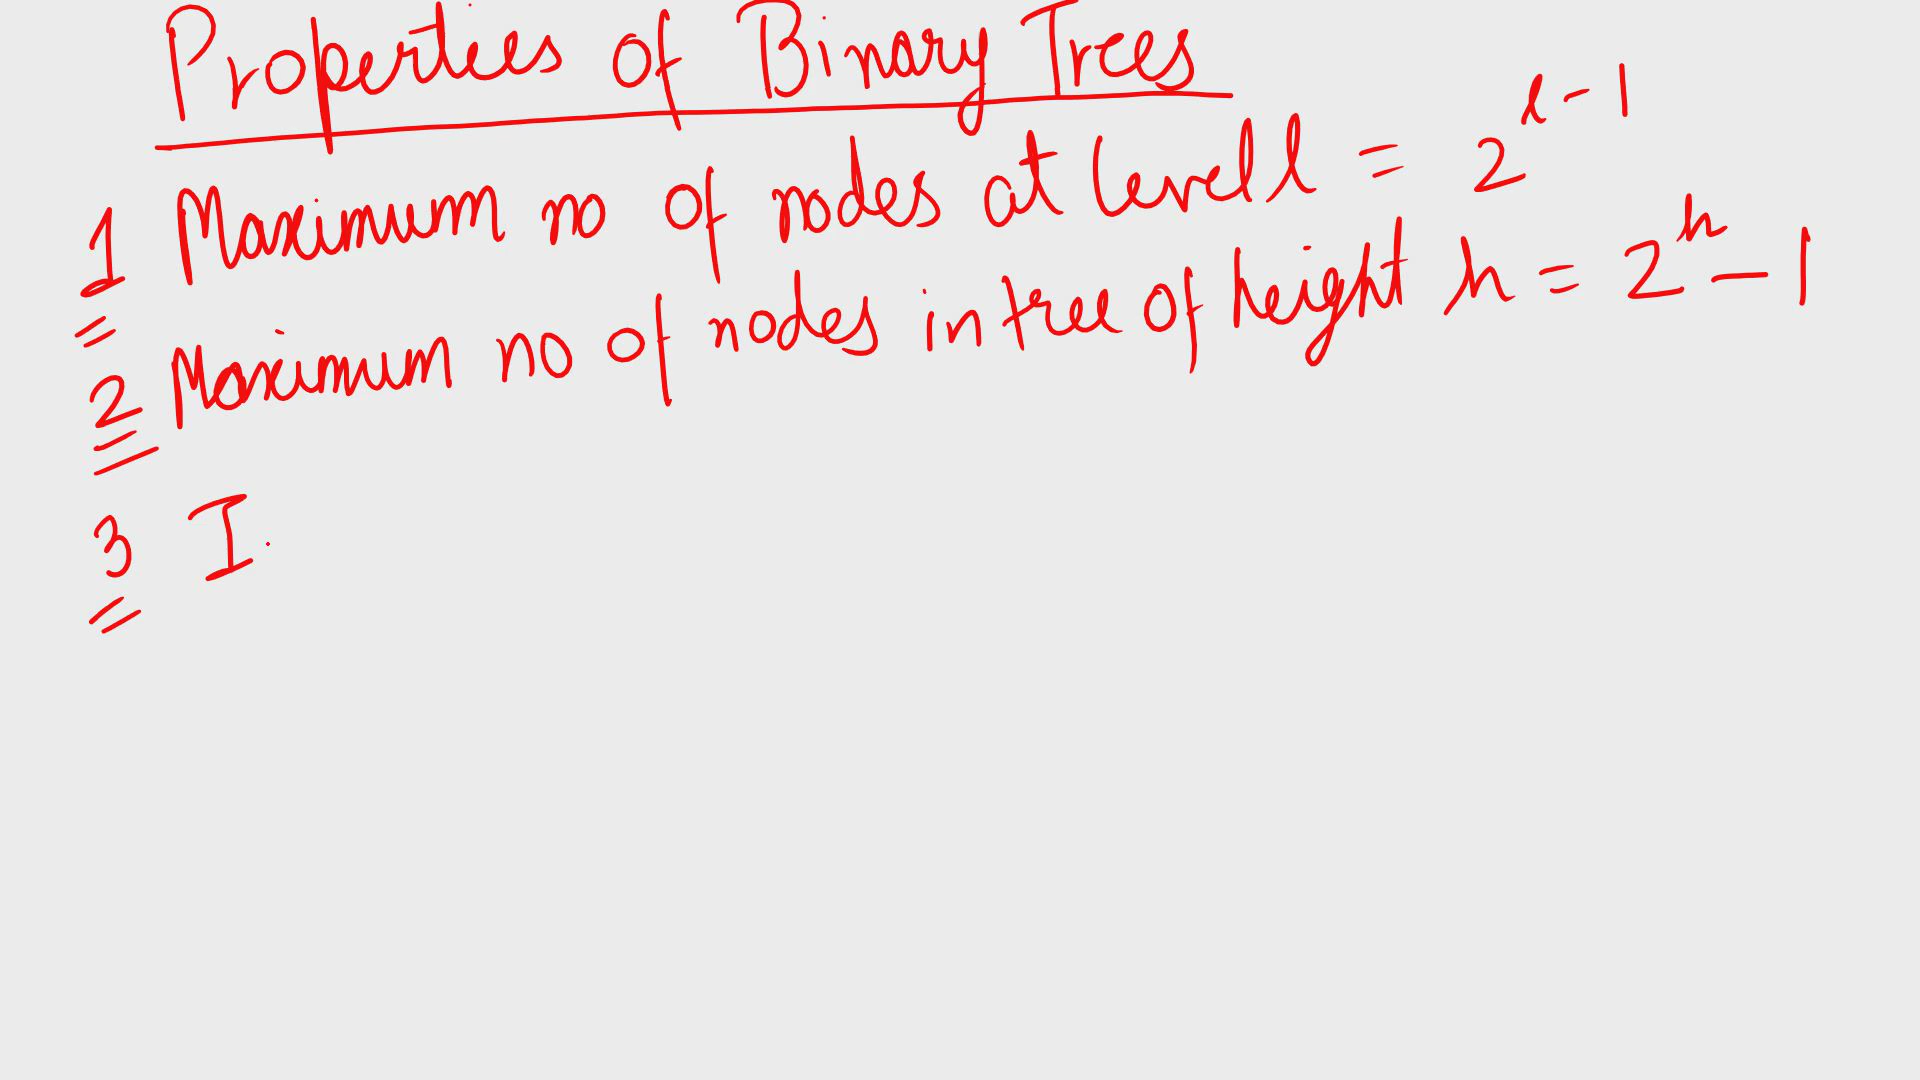 Properties of Binary Trees
1 Maximum no of nodes at level l = 2^{l-1}
2 Maximum no of nodes in tree of height h = 2^h - 1
3 I.